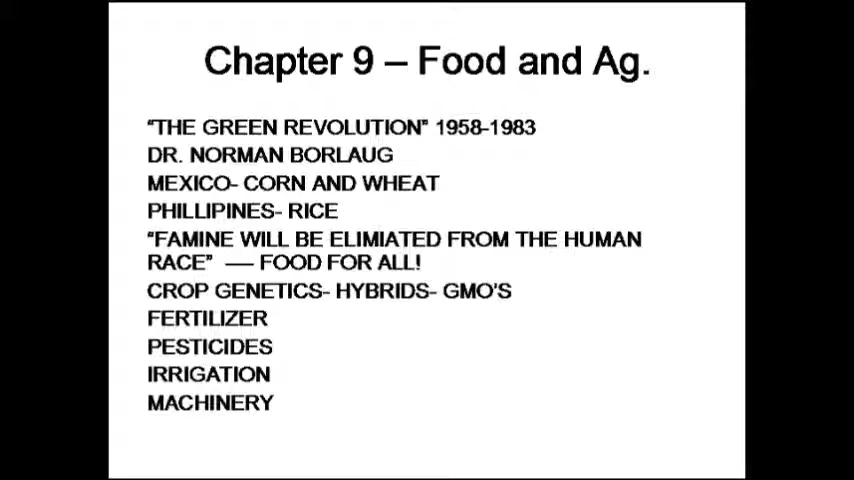 Chapter 9 – Food and Ag.
“THE GREEN REVOLUTION” 1958-1983
DR. NORMAN BORLAUG
MEXICO- CORN AND WHEAT
PHILLIPINES- RICE
“FAMINE WILL BE ELIMIATED FROM THE HUMAN
RACE” — FOOD FOR ALL!
CROP GENETICS- HYBRIDS- GMO'S
FERTILIZER
PESTICIDES
IRRIGATION
MACHINERY